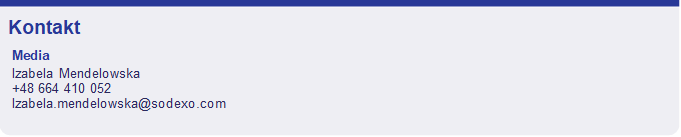 Kontakt
Media
Izabela Mendelowska
+48 664 410 052
Izabela.mendelowska@sodexo.com